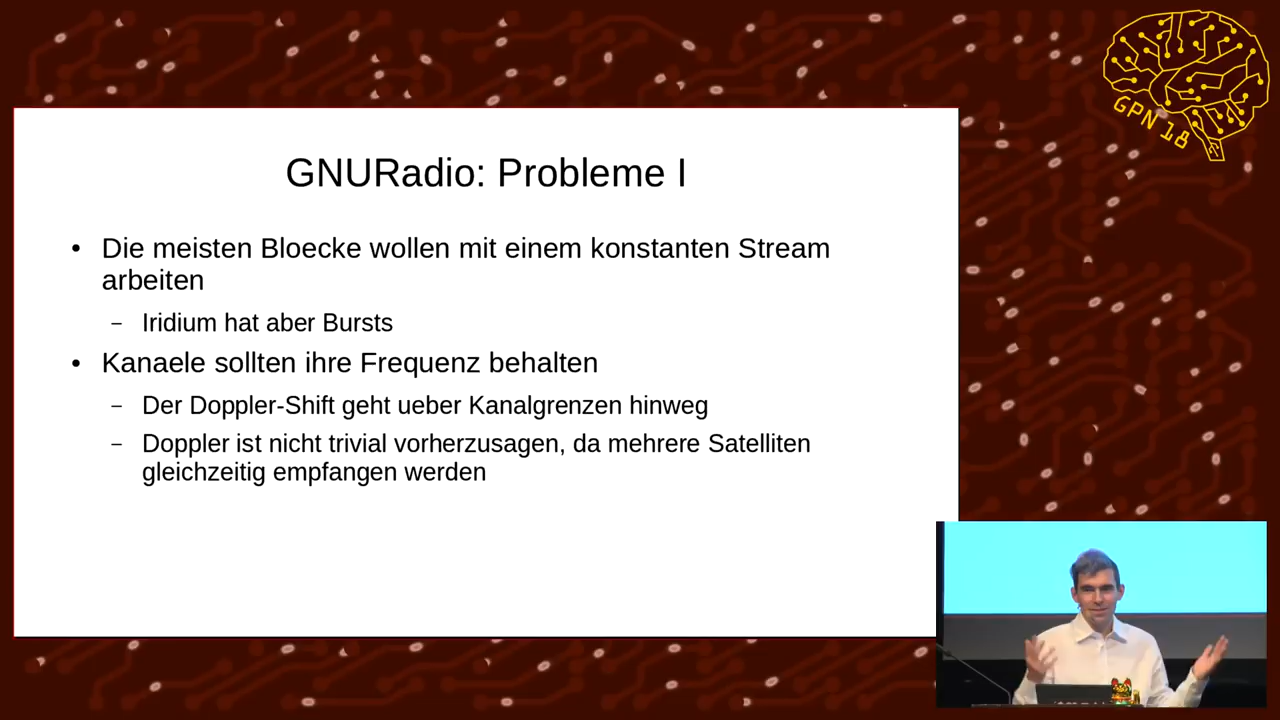 GPN 18
GNURadio: Probleme I
• Die meisten Bloecke wollen mit einem konstanten Stream
arbeiten
– Iridium hat aber Bursts
• Kanaele sollten ihre Frequenz behalten
– Der Doppler-Shift geht ueber Kanalgrenzen hinweg
– Doppler ist nicht trivial vorherzusagen, da mehrere Satelliten
gleichzeitig empfangen werden